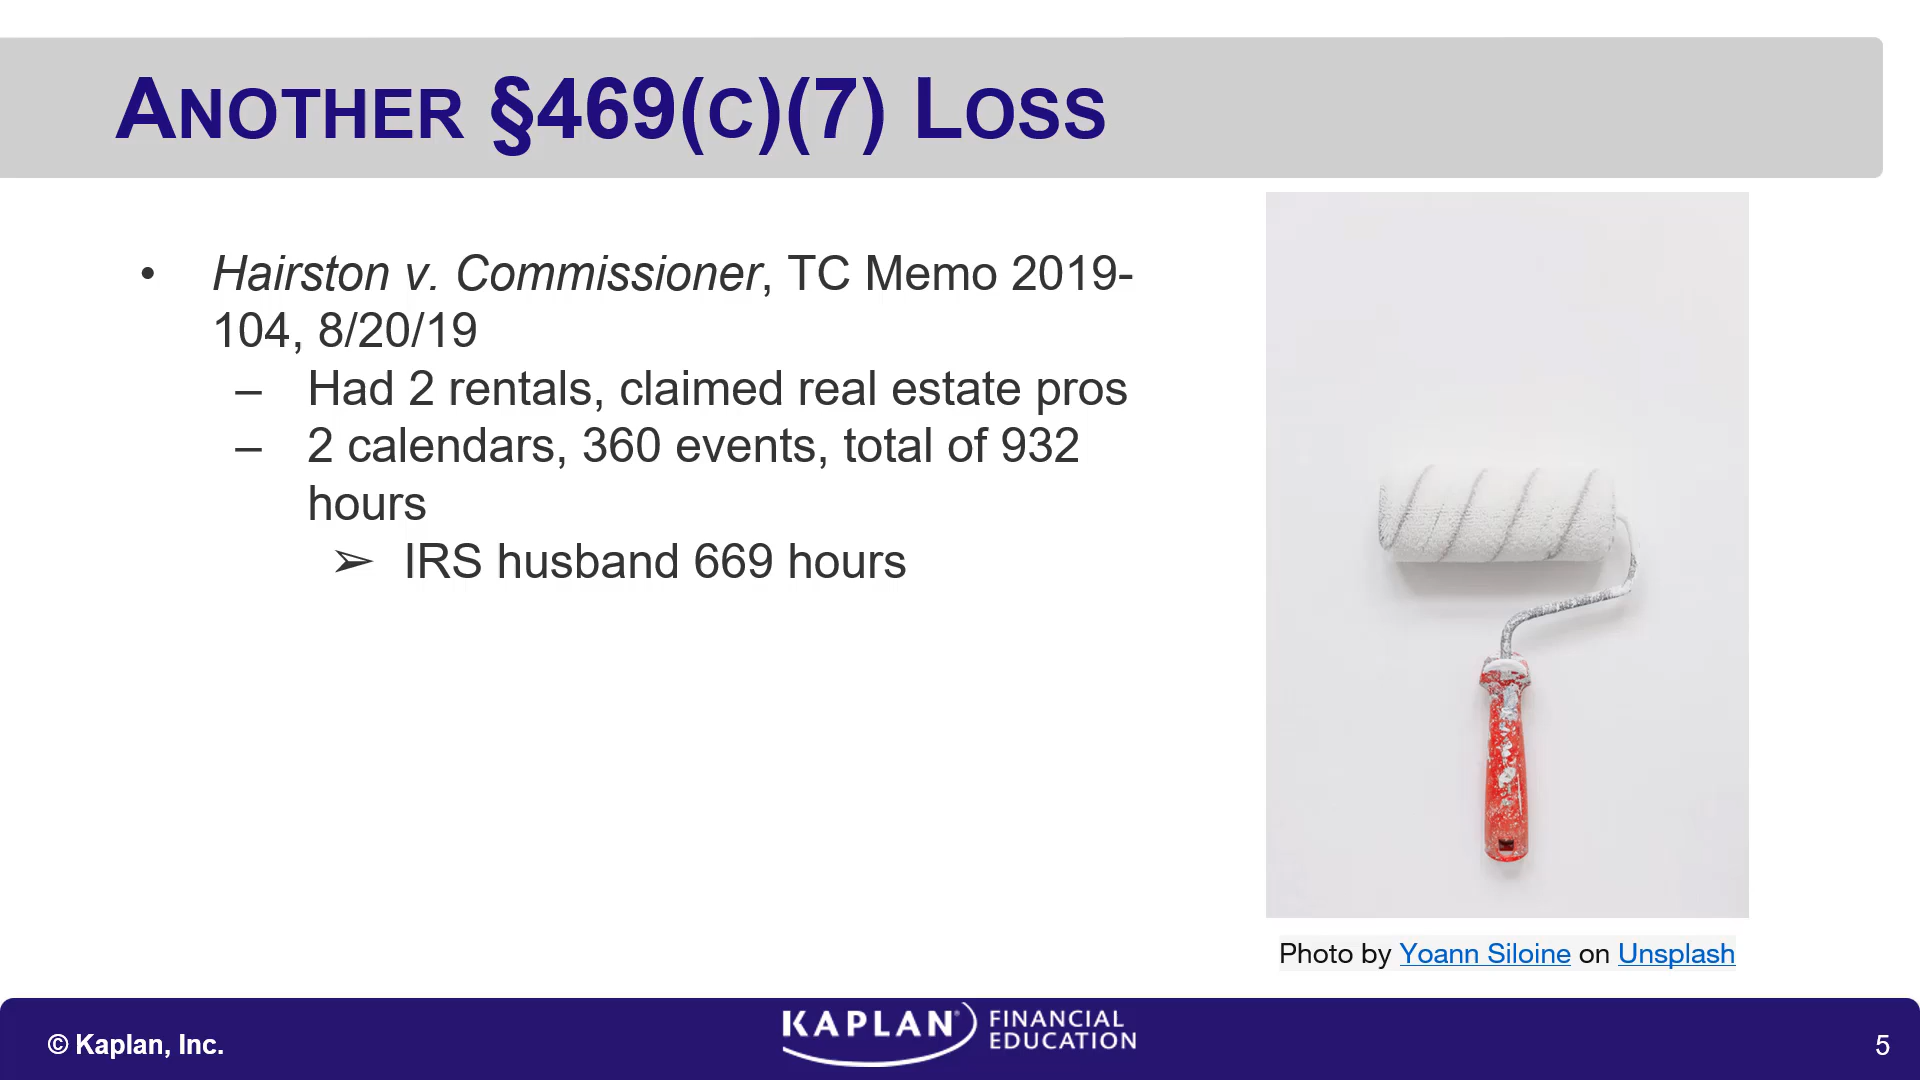 ANOTHER §469(C)(7) LOSS
• Hairston v. Commissioner, TC Memo 2019-
104, 8/20/19
– Had 2 rentals, claimed real estate pros
– 2 calendars, 360 events, total of 932
hours
➢ IRS husband 669 hours
Photo by Yoann Siloine on Unsplash
© Kaplan, Inc.
KAPLAN® FINANCIAL
EDUCATION
5